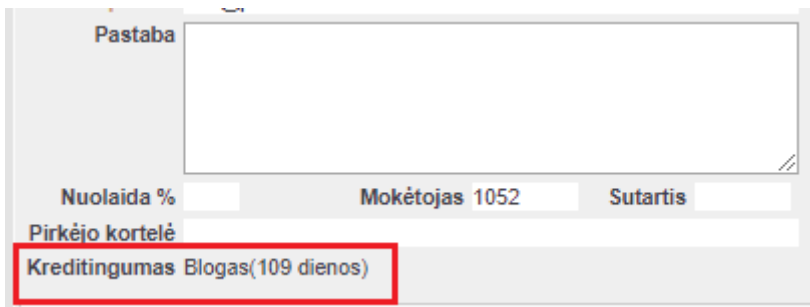 Pastaba
Nuolaida % Mokėtojas 1052 Sutartis
Pirkėjo kortelė
Kreditingumas Blogas(109 dienos)